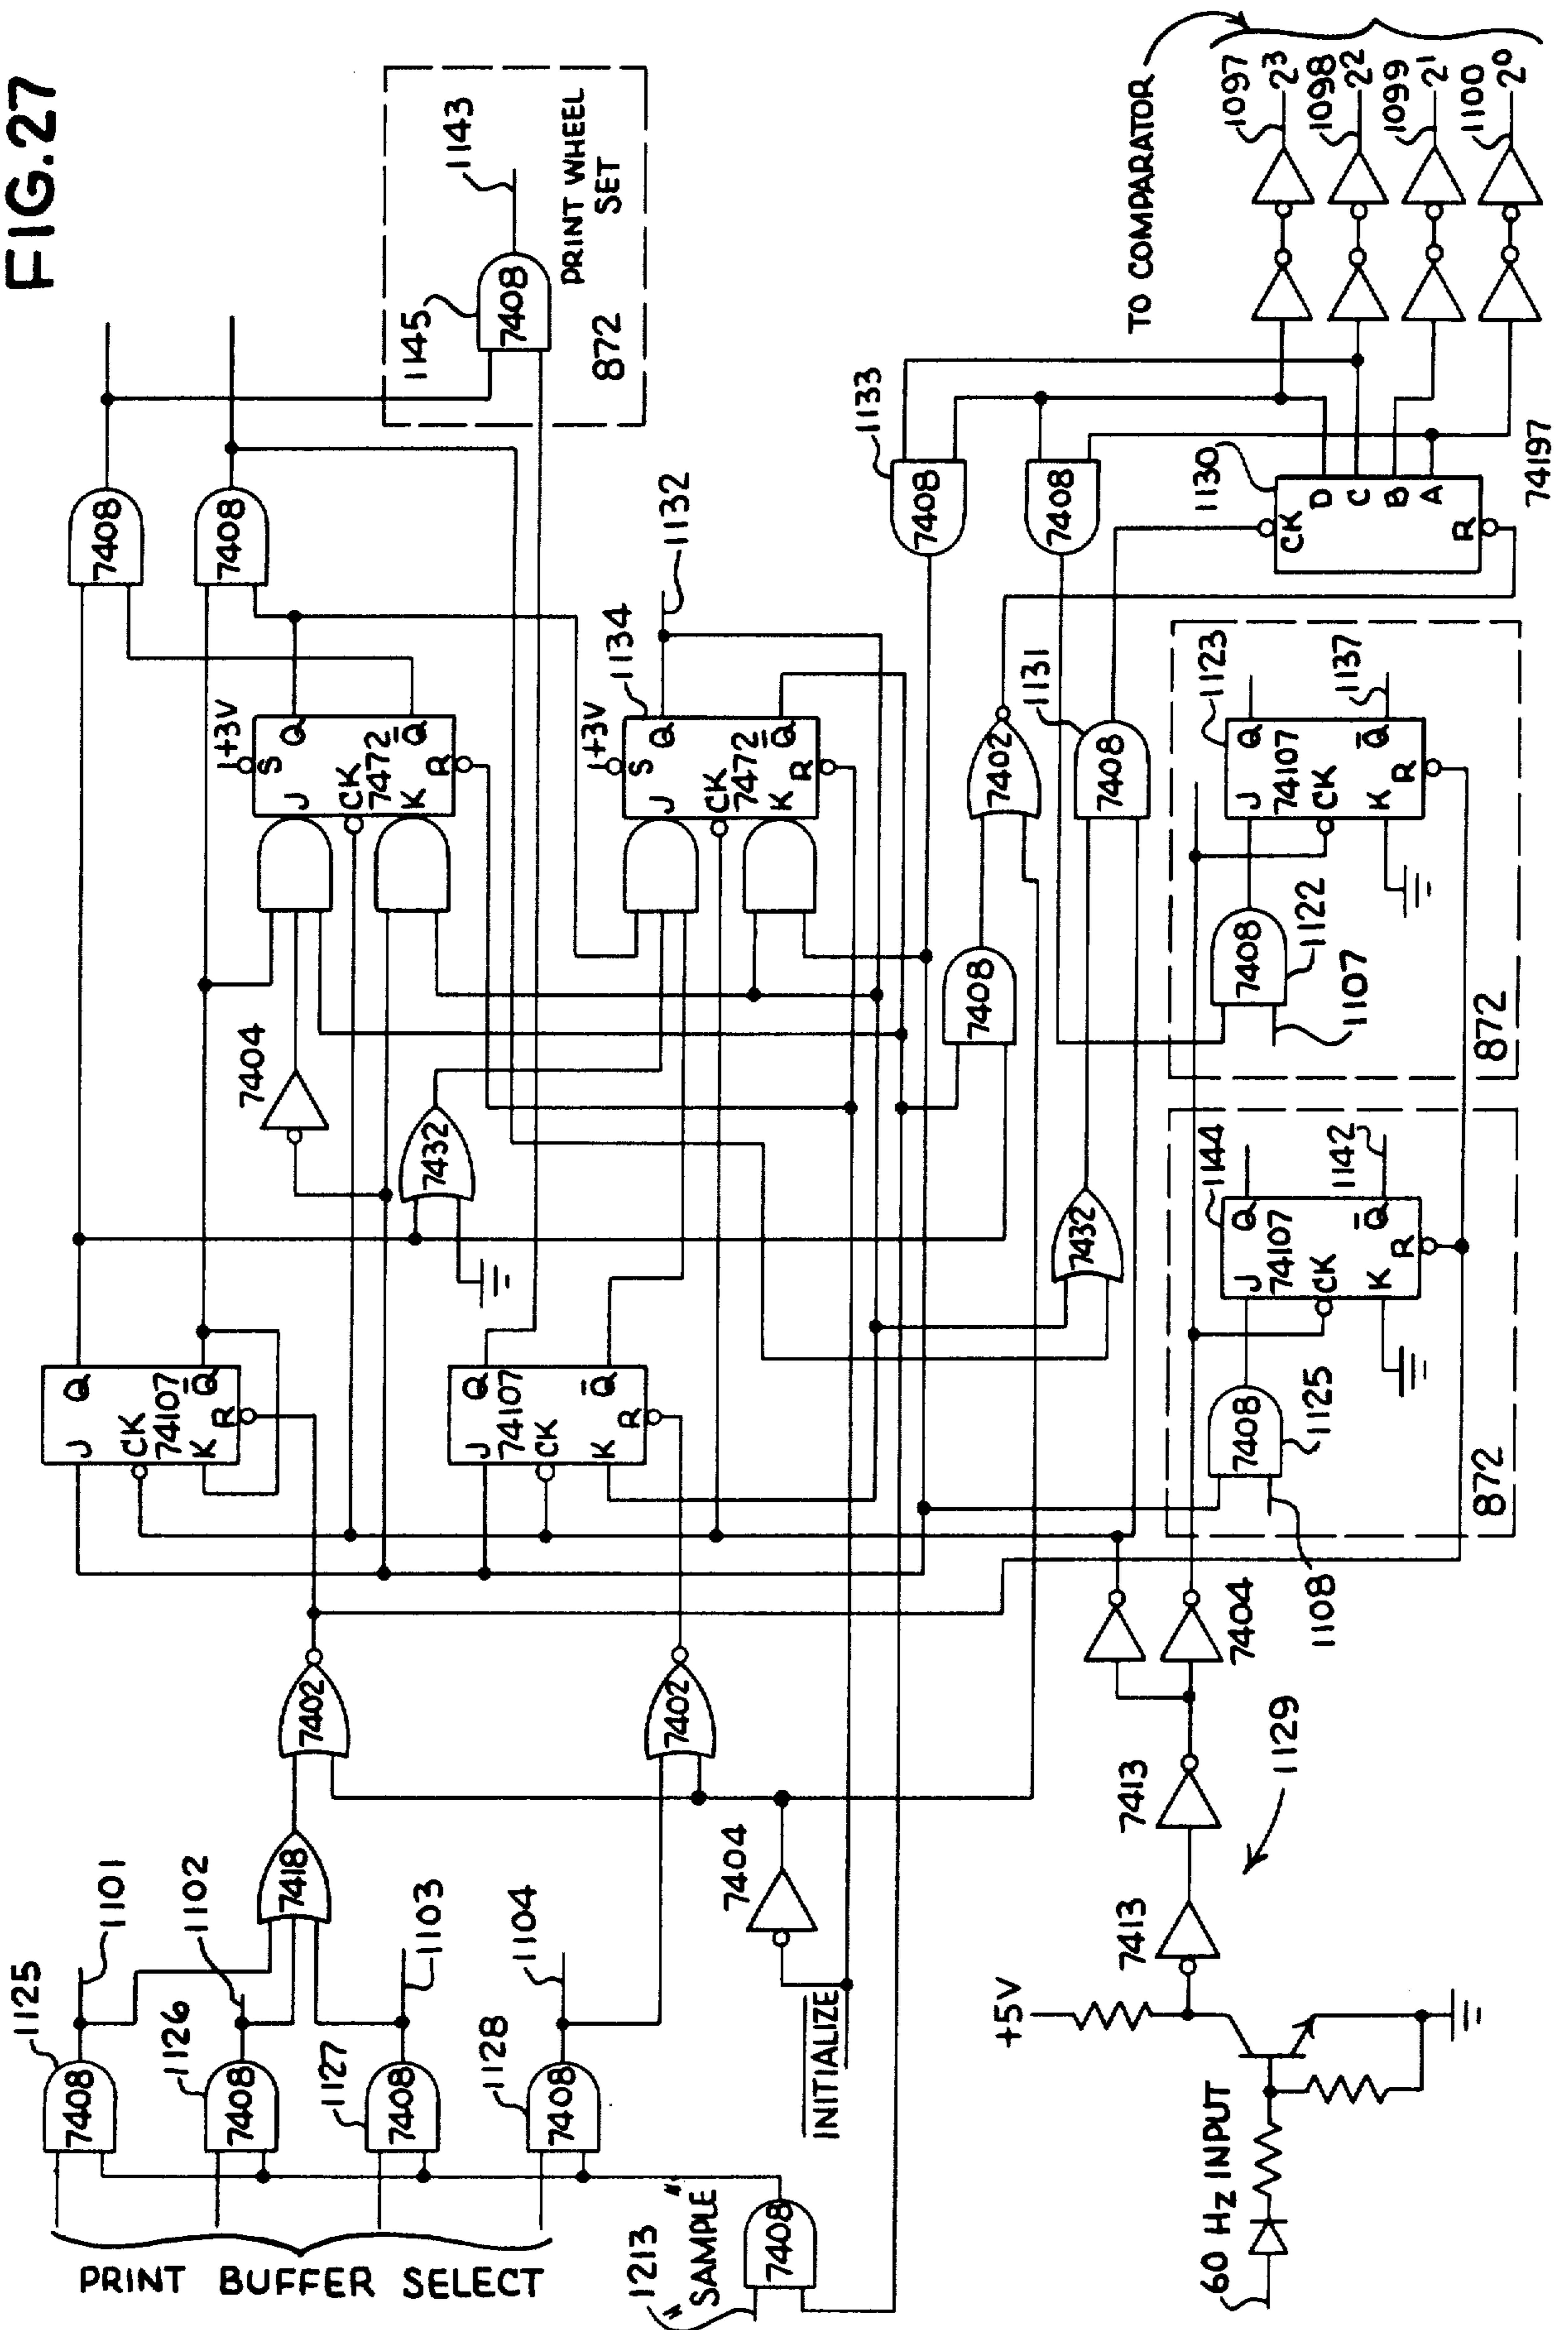 FIG.27
PRINT BUFFER SELECT
7408
1125
1101
7408
1126
1102
7408
1127
1103
7408
1128
1104
1213
"SAMPLE"
7408
INITIALIZE
7404
7418
7402
7402
J
Q
CK
74107
K
Q
R
J
Q
74107
CK
K
Q
R
7404
7432
+3V
S
J
Q
CK
7472
K
Q
R
+3V
1134
S
J
Q
CK
7472
K
Q
R
1132
7408
7408
1145
7408
1143
PRINT WHEEL
SET
872
1133
7408
7408
7408
7402
1131
7408
7432
1130
CK
D
C
B
A
R
74197
TO COMPARATOR
1097
2³
1098
2²
1099
2¹
1100
2⁰
60 Hz INPUT
+5V
7413
7413
1129
7404
1108
7408
1125
1144
J
Q
74107
CK
K
Q
R
1142
872
1107
7408
1122
1123
J
Q
74107
CK
K
Q
R
1137
872